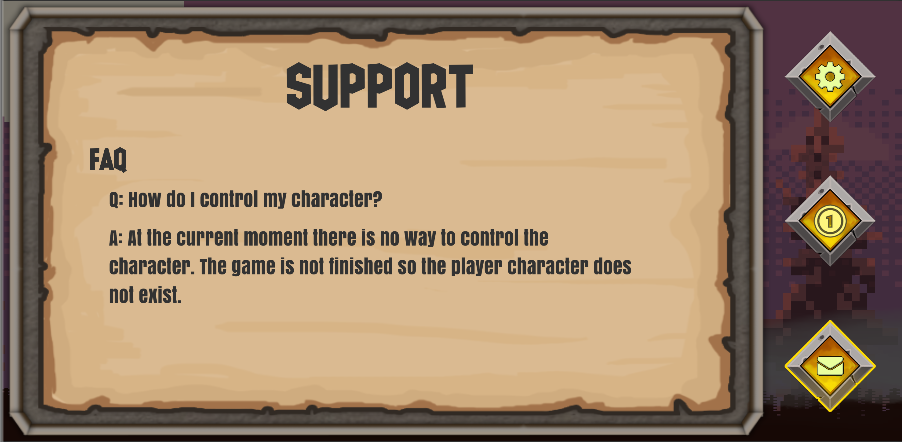 SUPPORT
FAQ
Q: How do I control my character?
A: At the current moment there is no way to control the
character. The game is not finished so the player character does
not exist.
1